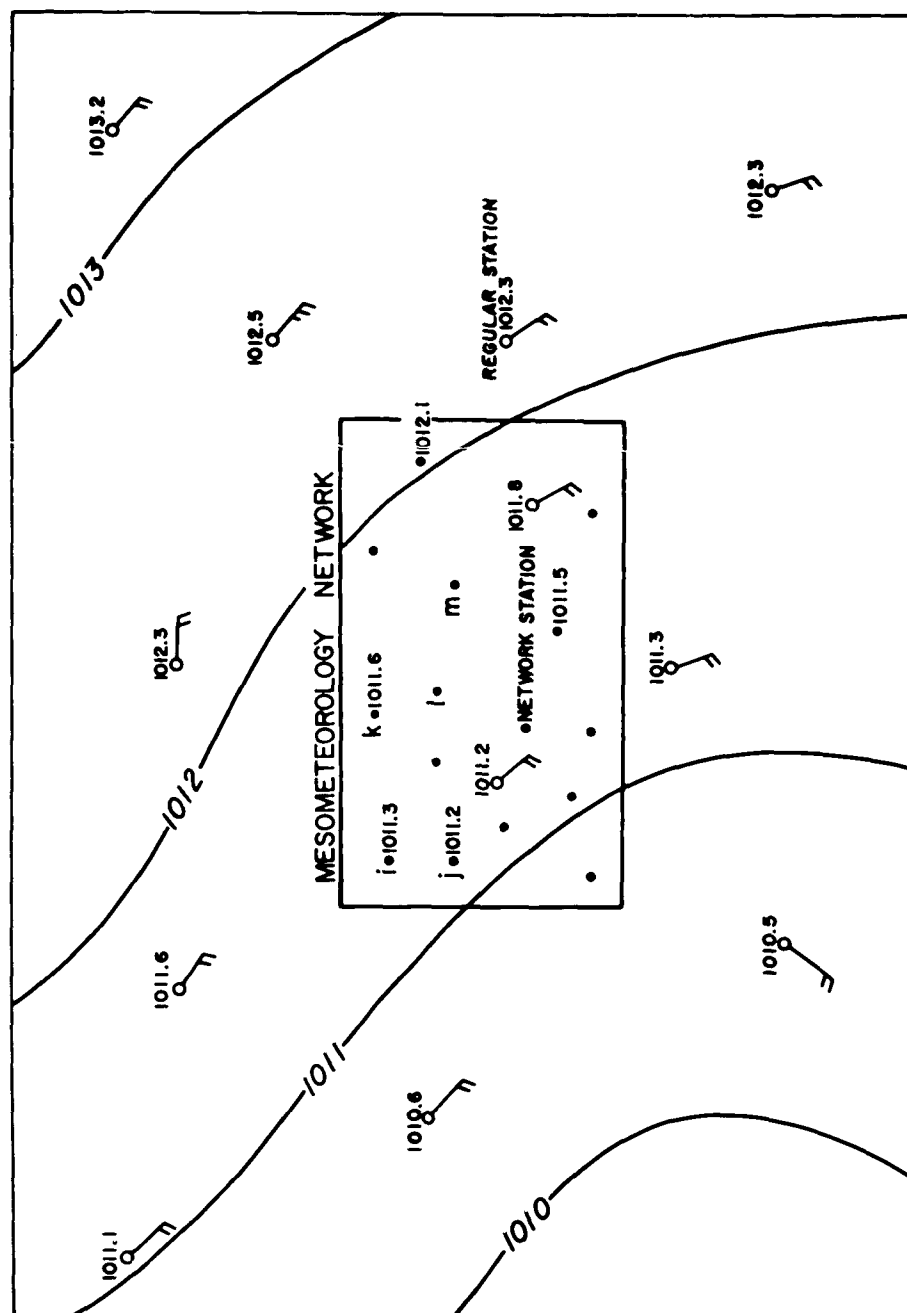 1013.2
1013
1011.1
1011.6
1012.3
1012
1012.5
MESOMETEOROLOGY NETWORK
1011
i 1011.3
k 1011.6
1010.6
1012.1
j 1011.2
l
m
1011.2
REGULAR STATION
1012.3
1011.8
NETWORK STATION
1010
1011.5
1011.3
1012.3
1010.5